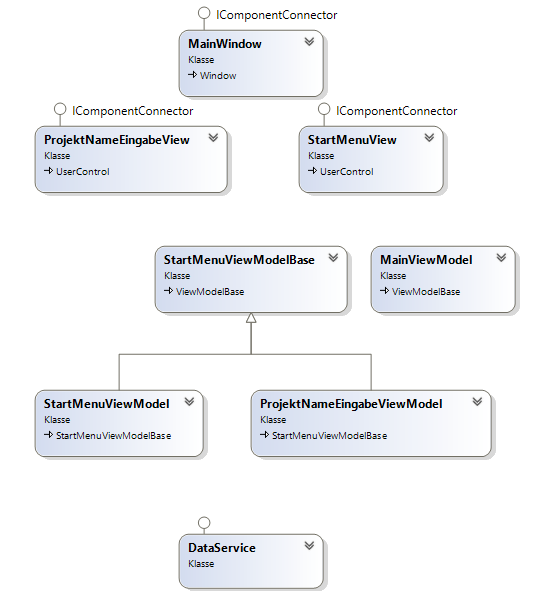 IComponentConnector
MainWindow
Klasse
Window
IComponentConnector
IComponentConnector
ProjektNameEingabeView
Klasse
UserControl
StartMenuView
Klasse
UserControl
StartMenuViewModelBase
Klasse
ViewModelBase
MainViewModel
Klasse
ViewModelBase
StartMenuViewModel
Klasse
StartMenuViewModelBase
ProjektNameEingabeViewModel
Klasse
StartMenuViewModelBase
DataService
Klasse